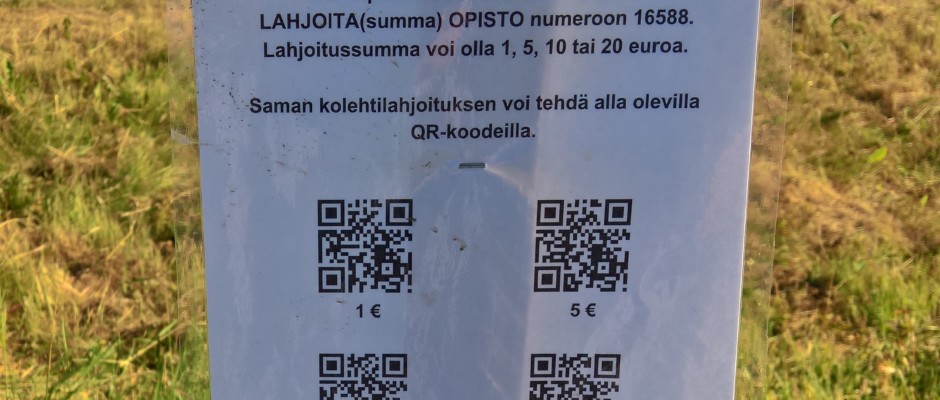 LAHJOITA(summa) OPISTO numeroon 16588.
Lahjoitussumma voi olla 1, 5, 10 tai 20 euroa.
Saman kolehtilahjoituksen voi tehdä alla olevilla
QR-koodeilla.
1 € 5 €